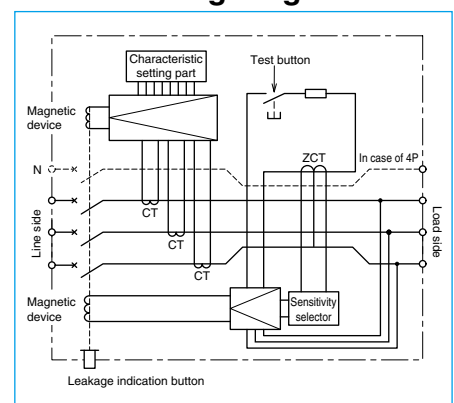 Characteristic
setting part
Test button
Magnetic
device
N
ZCT
In case of 4P
CT
Line side
CT
Load side
CT
Magnetic
device
Sensitivity
selector
Leakage indication button